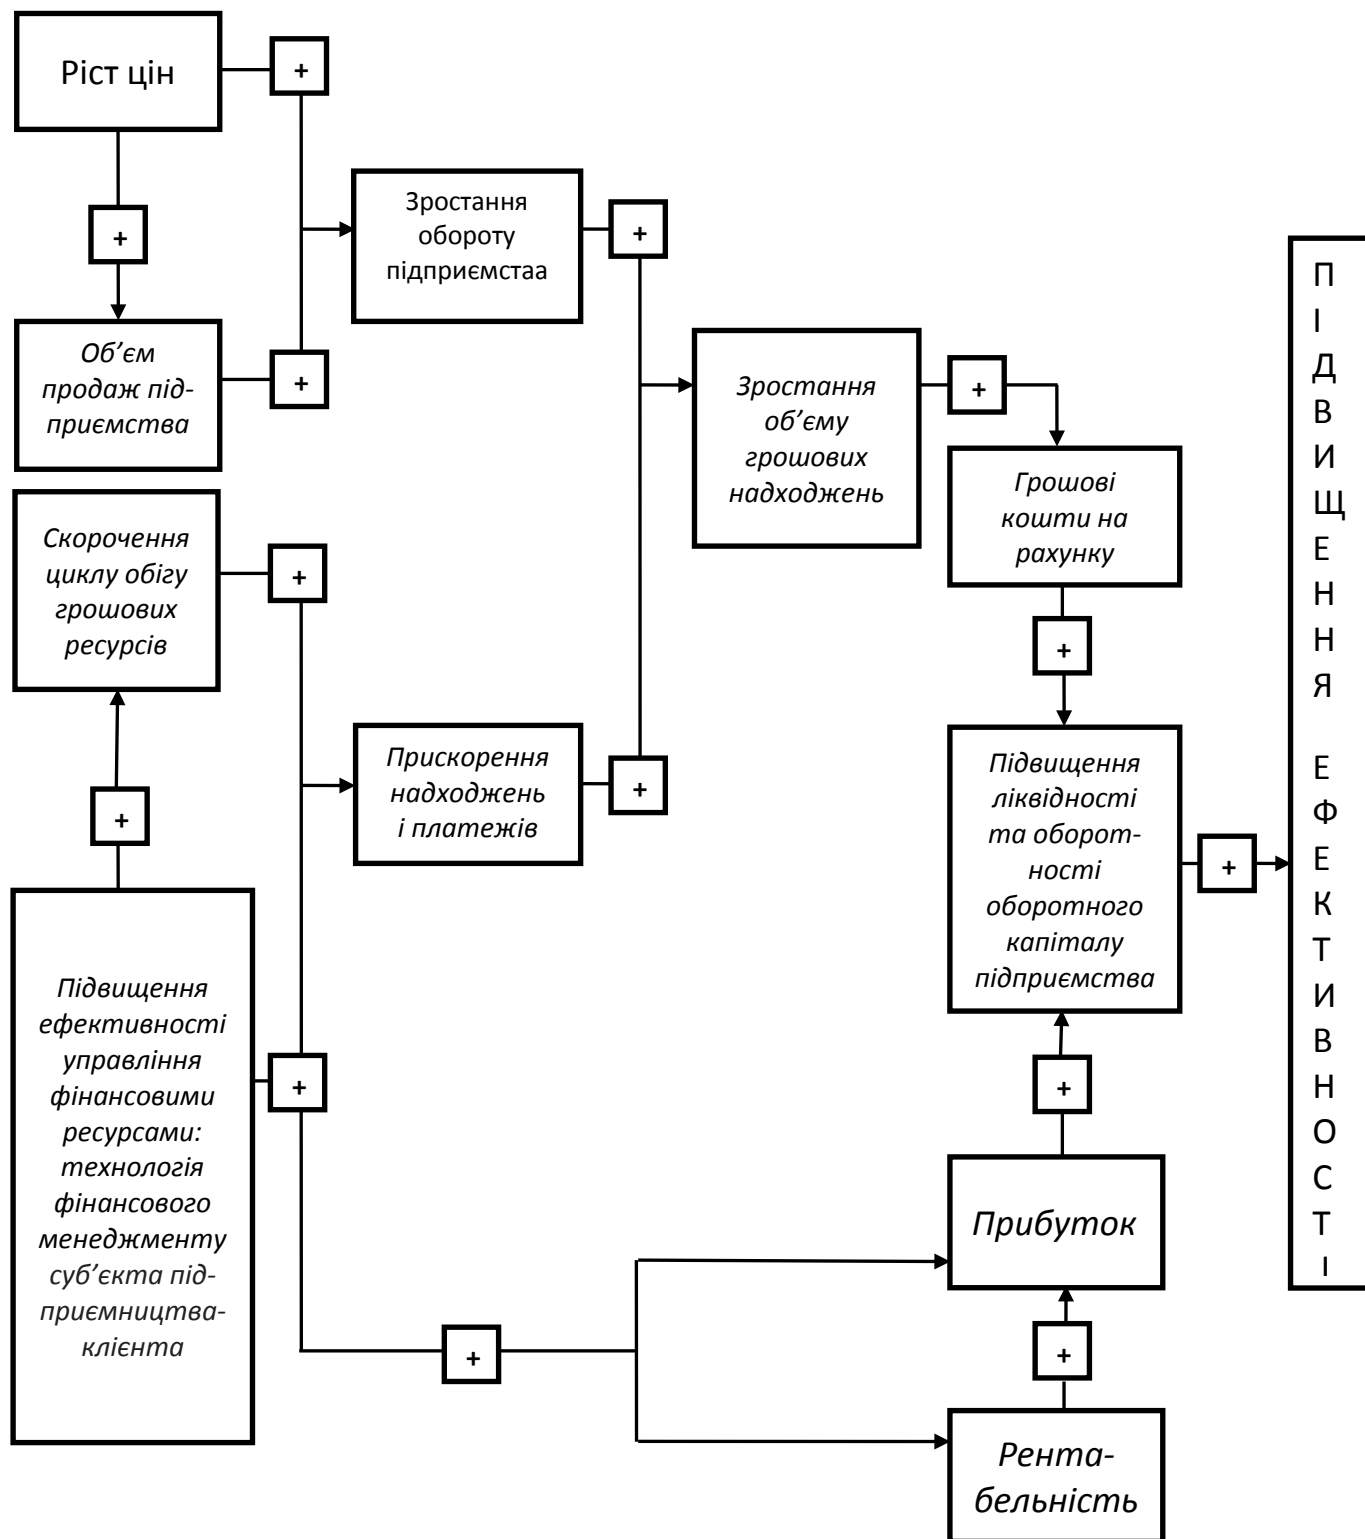 Ріст цін
+
+
Об’єм
продаж під-
приємства
+
Зростання
обороту
підприємстаа
+
Скорочення
циклу обігу
грошових
ресурсів
+
+
Прискорення
надходжень
і платежів
+
Підвищення
ефективності
управління
фінансовими
ресурсами:
технологія
фінансового
менеджменту
суб’єкта під-
приємництва-
клієнта
+
+
Зростання
об’єму
грошових
надходжень
+
Грошові
кошти на
рахунку
+
Підвищення
ліквідності
та оборот-
ності
оборотного
капіталу
підприємства
+
+
Прибуток
+
Рента-
бельність
П
І
Д
В
И
Щ
Е
Н
Н
Я
Е
Ф
Е
К
Т
И
В
Н
О
С
Т
І